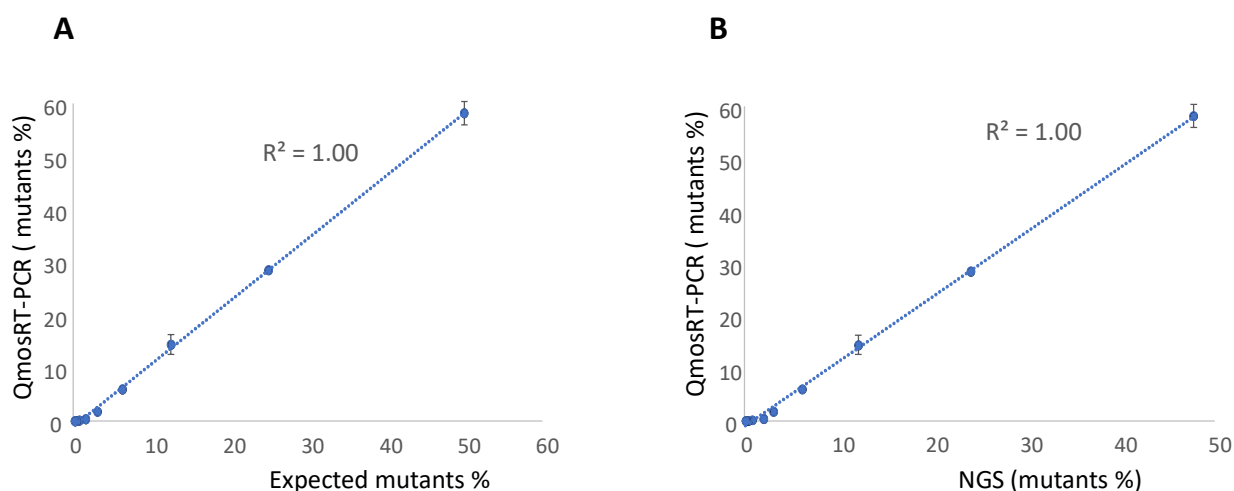 A
QmosRT-PCR ( mutants %)
60
50
40
30
20
10
0
R² = 1.00
0 10 20 30 40 50 60
Expected mutants %
B
QmosRT-PCR ( mutants %)
60
50
40
30
20
10
0
R² = 1.00
0 10 20 30 40 50
NGS (mutants %)